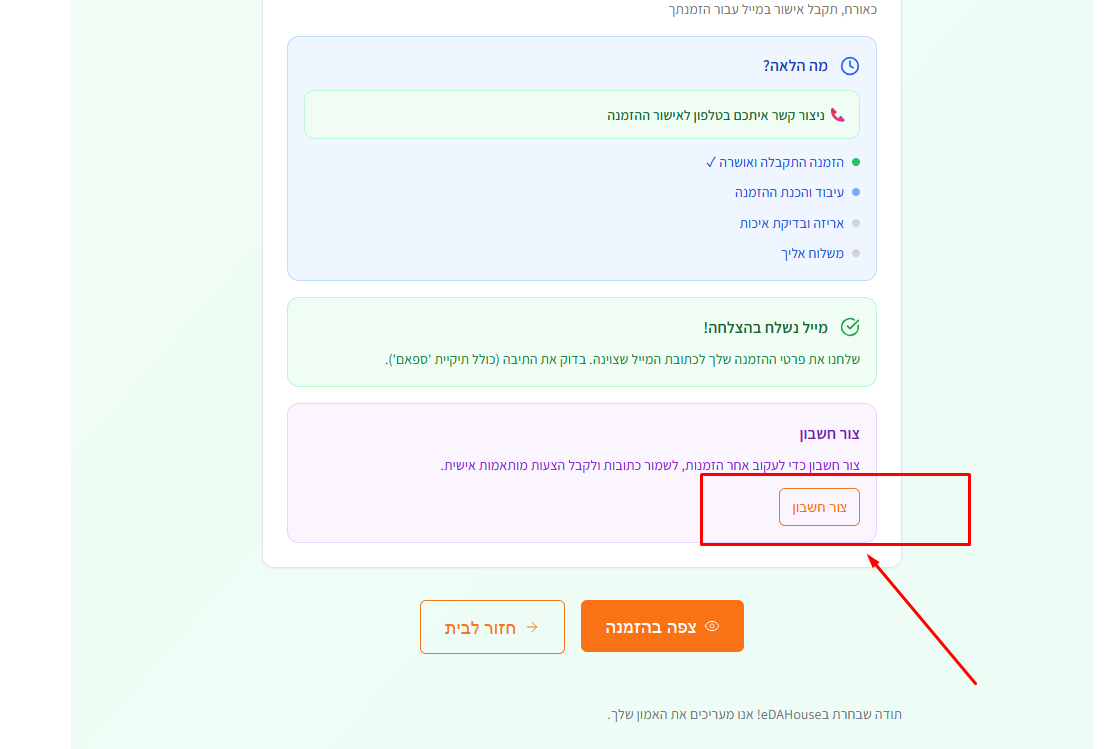 כאורח, תקבל אישור במייל עבור הזמנתך
מה הלאה?
ניצור קשר איתכם בטלפון לאישור ההזמנה
הזמנה התקבלה ואושרה ✓
עיבוד והכנת ההזמנה
אריזה ובדיקת איכות
משלוח אליך
מייל נשלח בהצלחה!
שלחנו את פרטי ההזמנה שלך לכתובת המייל שצוינה. בדוק את התיבה (כולל תיקיית 'ספאם').
צור חשבון
צור חשבון כדי לעקוב אחר הזמנות, לשמור כתובות ולקבל הצעות מותאמות אישית.
צור חשבון
צפה בהזמנה
חזור לבית
תודה שבחרת בeDAHouse! אנו מעריכים את האמון שלך.